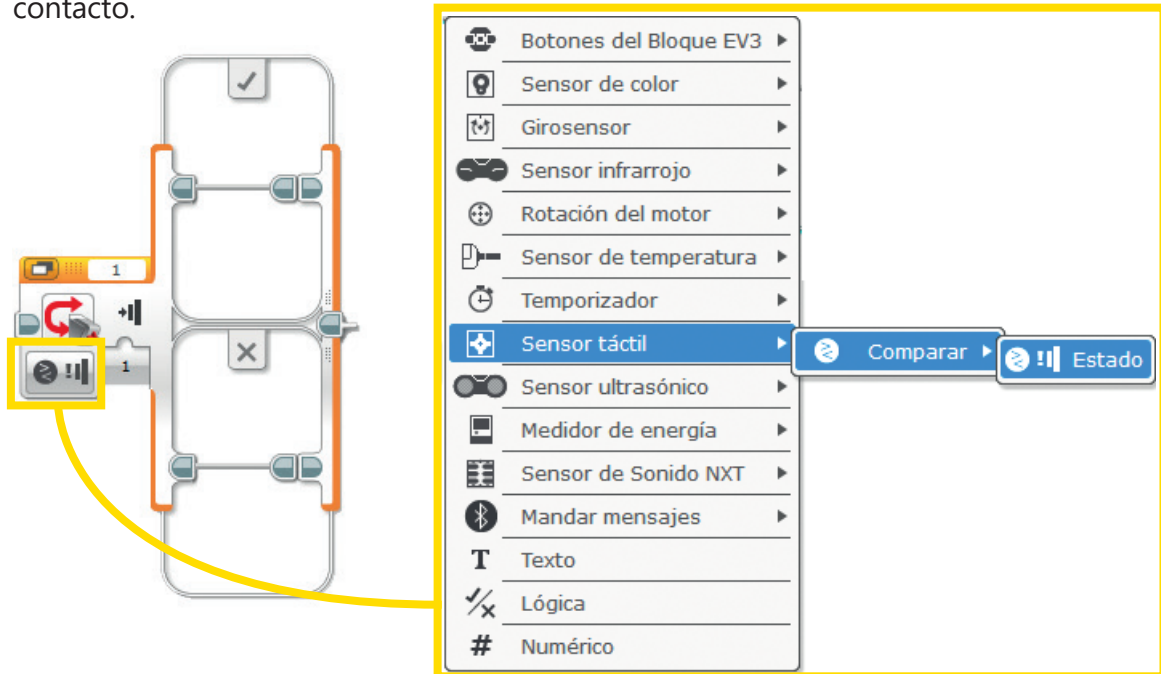 contacto.
Botones del Bloque EV3
Sensor de color
Girosensor
Sensor infrarrojo
Rotación del motor
Sensor de temperatura
Temporizador
Sensor táctil
Comparar
Estado
Sensor ultrasónico
Medidor de energía
Sensor de Sonido NXT
Mandar mensajes
T Texto
Lógica
# Numérico
1
1